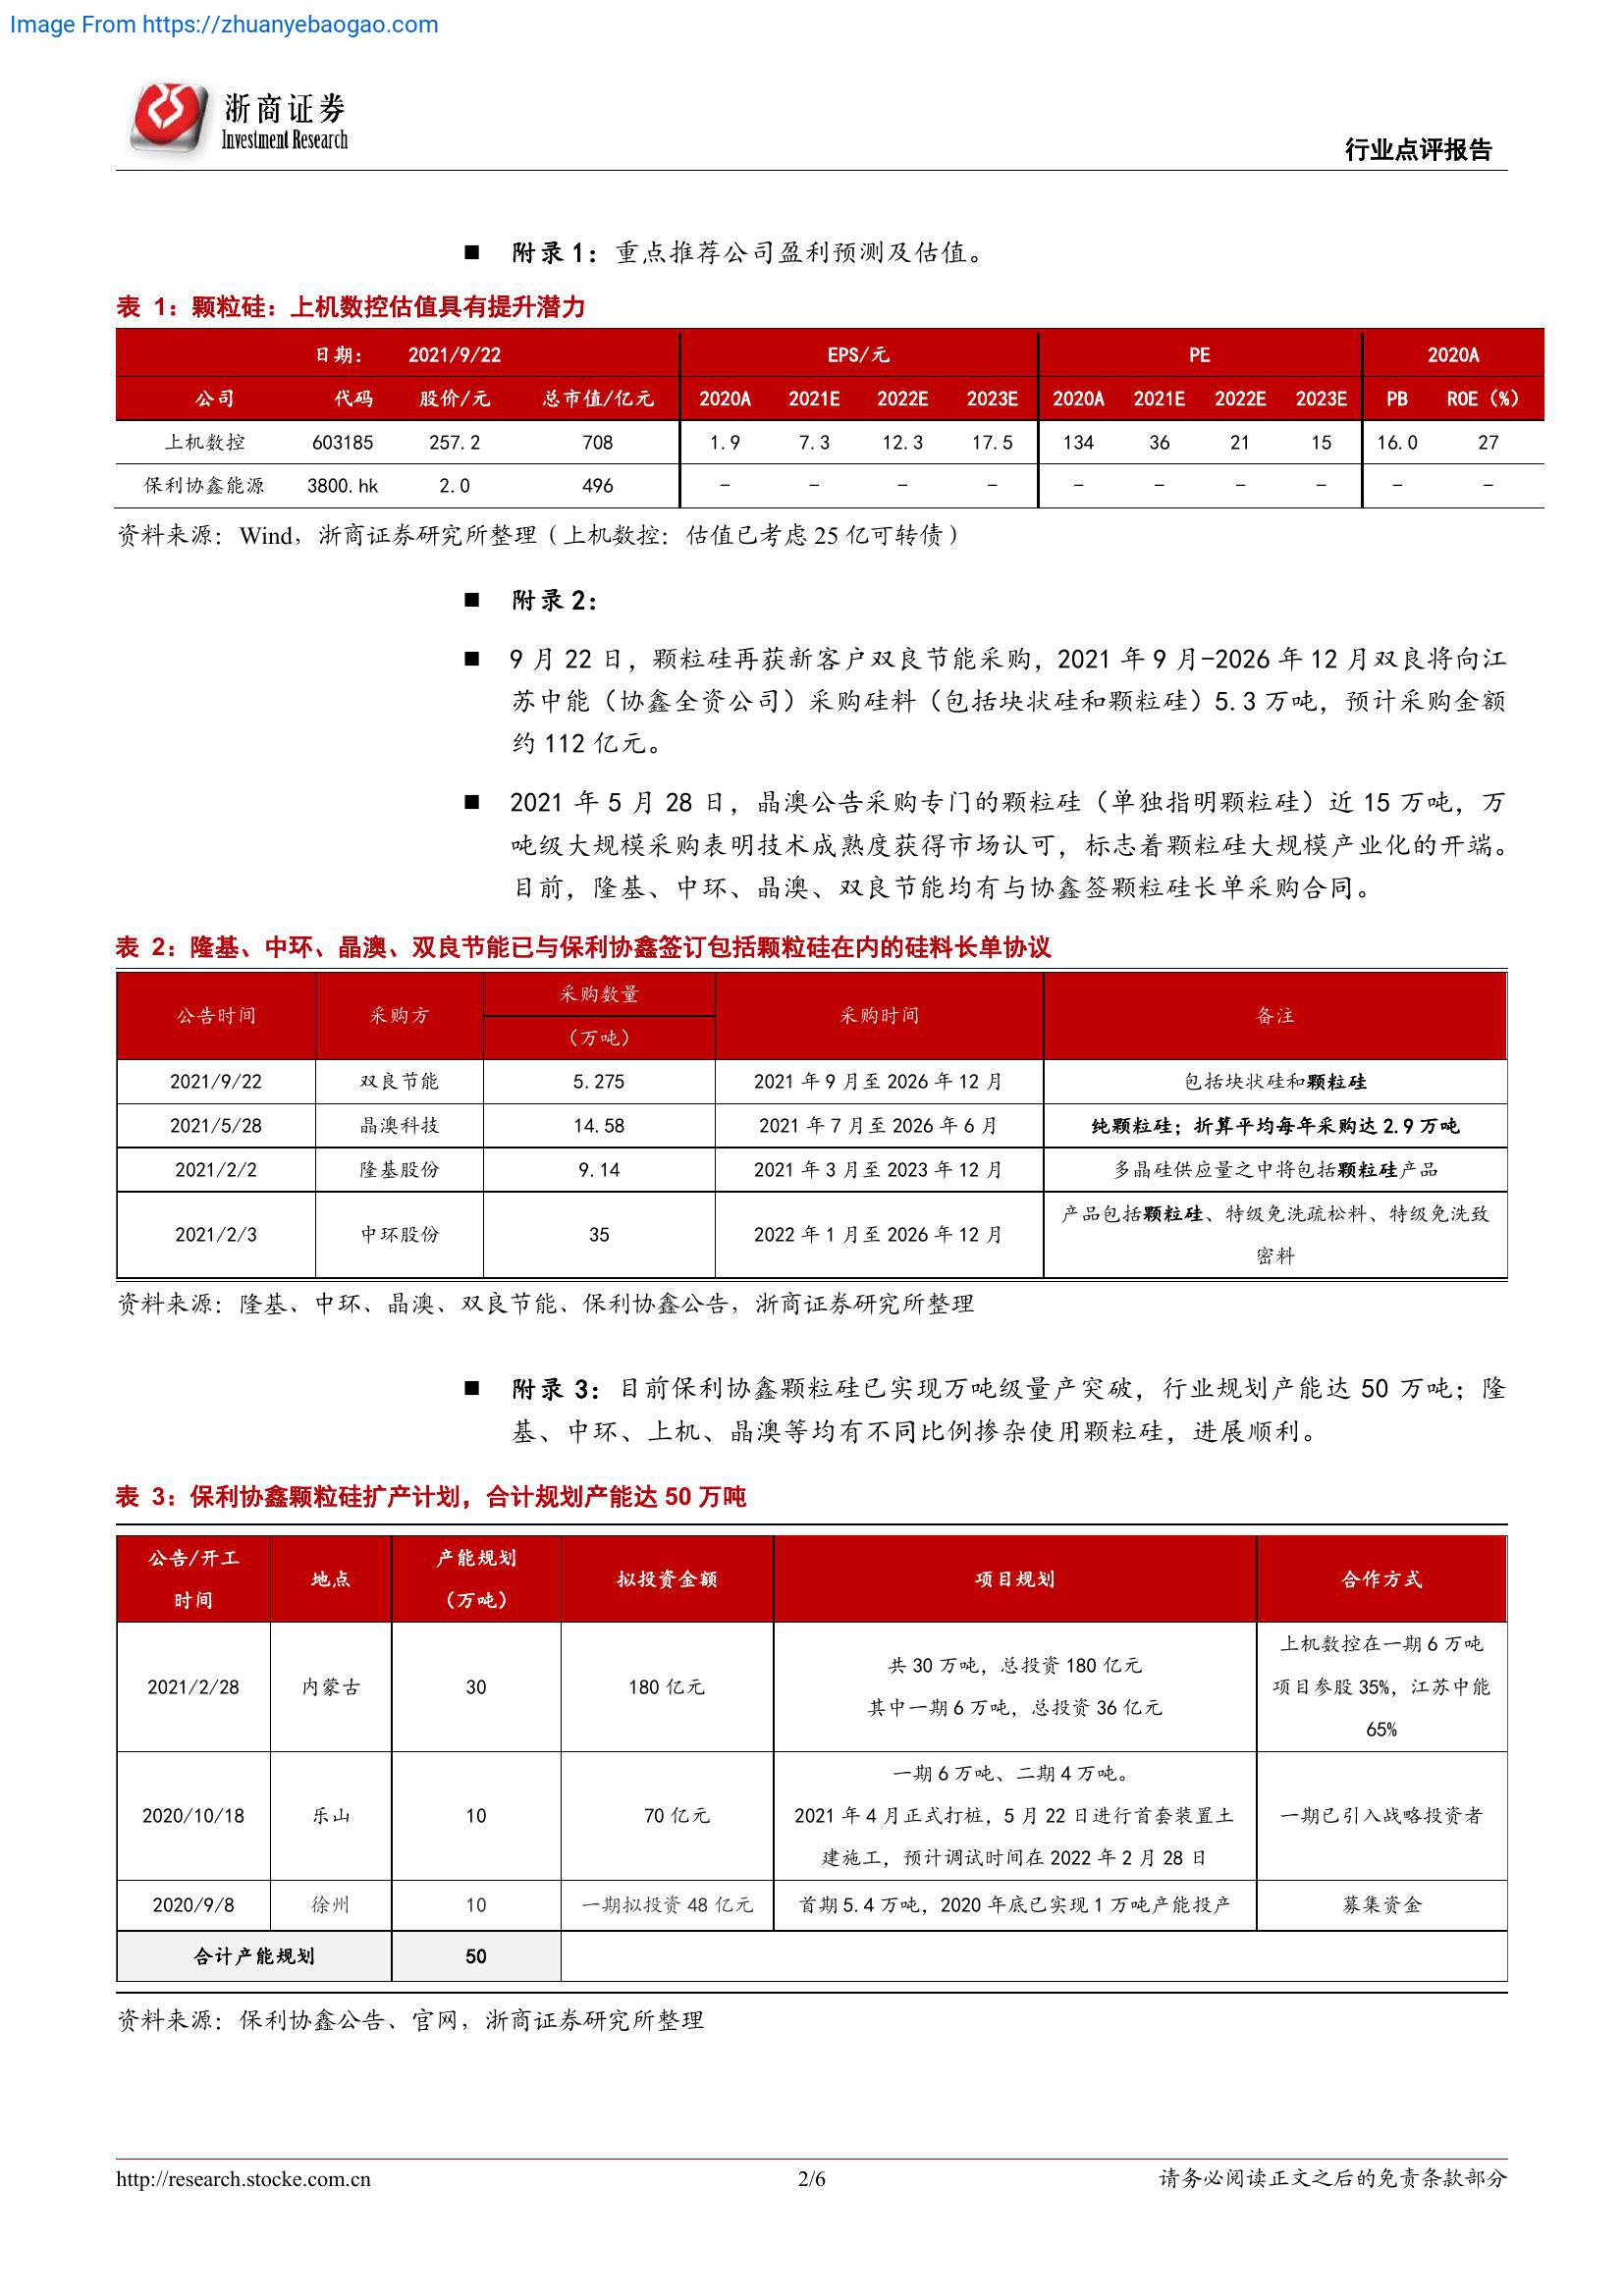 Image From https://zhuanyebaogao.com
浙商证券
Investment Research
行业点评报告
■ 附录 1：重点推荐公司盈利预测及估值。
表 1：颗粒硅：上机数控估值具有提升潜力
日期： 2021/9/22 EPS/元 PE 2020A
公司 代码 股价/元 总市值/亿元 2020A 2021E 2022E 2023E 2020A 2021E 2022E 2023E PB ROE（%）
上机数控 603185 257.2 708 1.9 7.3 12.3 17.5 134 36 21 15 16.0 27
保利协鑫能源 3800.hk 2.0 496 - - - - - - - - - -
资料来源：Wind，浙商证券研究所整理（上机数控：估值已考虑 25 亿可转债）
■ 附录 2：
■ 9 月 22 日，颗粒硅再获新客户双良节能采购，2021 年 9 月-2026 年 12 月双良将向江
苏中能（协鑫全资公司）采购硅料（包括块状硅和颗粒硅）5.3 万吨，预计采购金额
约 112 亿元。
■ 2021 年 5 月 28 日，晶澳公告采购专门的颗粒硅（单独指明颗粒硅）近 15 万吨，万
吨级大规模采购表明技术成熟度获得市场认可，标志着颗粒硅大规模产业化的开端。
目前，隆基、中环、晶澳、双良节能均有与协鑫签颗粒硅长单采购合同。
表 2：隆基、中环、晶澳、双良节能已与保利协鑫签订包括颗粒硅在内的硅料长单协议
公告时间 采购方 采购数量 采购时间 备注
（万吨）
2021/9/22 双良节能 5.275 2021 年 9 月至 2026 年 12 月 包括块状硅和颗粒硅
2021/5/28 晶澳科技 14.58 2021 年 7 月至 2026 年 6 月 纯颗粒硅；折算平均每年采购达 2.9 万吨
2021/2/2 隆基股份 9.14 2021 年 3 月至 2023 年 12 月 多晶硅供应量之中将包括颗粒硅产品
2021/2/3 中环股份 35 2022 年 1 月至 2026 年 12 月 产品包括颗粒硅、特级免洗疏松料、特级免洗致
密料
资料来源：隆基、中环、晶澳、双良节能、保利协鑫公告，浙商证券研究所整理
■ 附录 3：目前保利协鑫颗粒硅已实现万吨级量产突破，行业规划产能达 50 万吨；隆
基、中环、上机、晶澳等均有不同比例掺杂使用颗粒硅，进展顺利。
表 3：保利协鑫颗粒硅扩产计划，合计规划产能达 50 万吨
公告/开工 地点 产能规划 拟投资金额 项目规划 合作方式
时间 （万吨）
2021/2/28 内蒙古 30 180 亿元 共 30 万吨，总投资 180 亿元 上机数控在一期 6 万吨
其中一期 6 万吨，总投资 36 亿元 项目参股 35%，江苏中能
65%
2020/10/18 乐山 10 70 亿元 一期 6 万吨、二期 4 万吨。 一期已引入战略投资者
2021 年 4 月正式打桩，5 月 22 日进行首套装置土
建施工，预计调试时间在 2022 年 2 月 28 日
2020/9/8 徐州 10 一期拟投资 48 亿元 首期 5.4 万吨，2020 年底已实现 1 万吨产能投产 募集资金
合计产能规划 50
资料来源：保利协鑫公告、官网，浙商证券研究所整理
http://research.stocke.com.cn 2/6 请务必阅读正文之后的免责条款部分